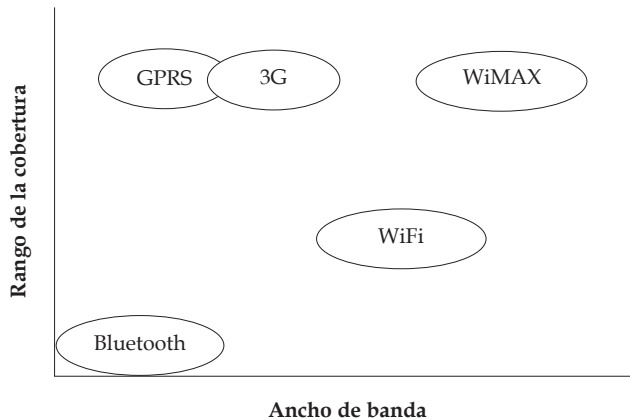 GPRS
3G
WiMAX
WiFi
Bluetooth
Rango de la cobertura
Ancho de banda